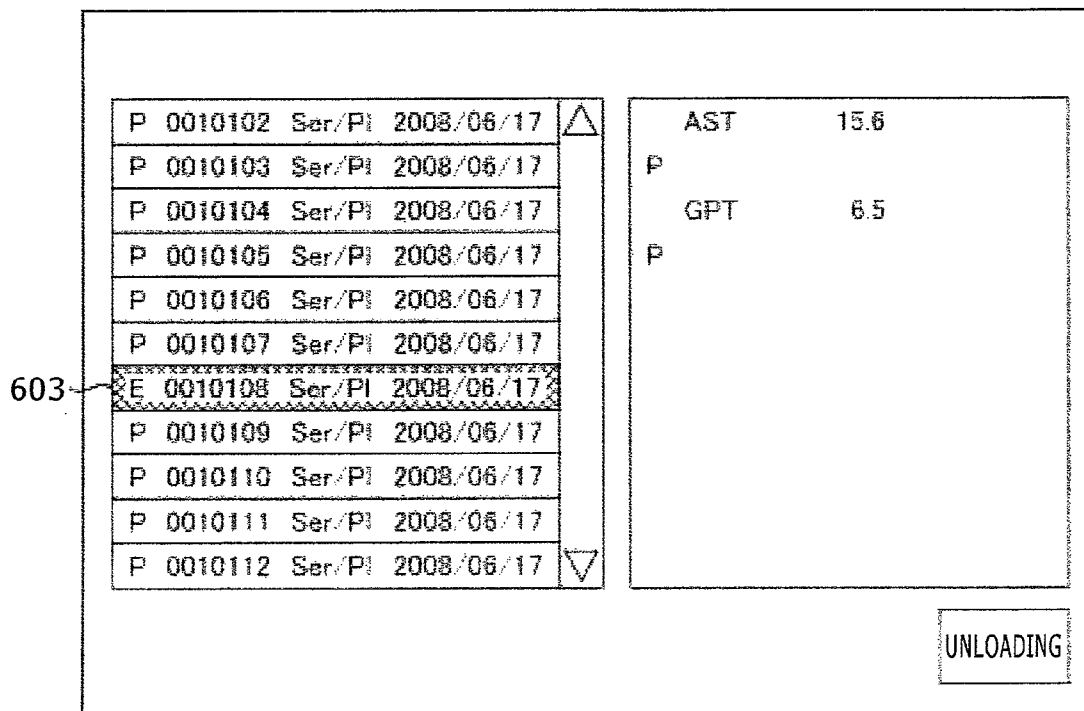 P 0010102 Ser/Pl 2008/06/17
P 0010103 Ser/Pl 2008/06/17
P 0010104 Ser/Pl 2008/06/17
P 0010105 Ser/Pl 2008/06/17
P 0010106 Ser/Pl 2008/06/17
P 0010107 Ser/Pl 2008/06/17
603
E 0010108 Ser/Pl 2008/06/17
P 0010109 Ser/Pl 2008/06/17
P 0010110 Ser/Pl 2008/06/17
P 0010111 Ser/Pl 2008/06/17
P 0010112 Ser/Pl 2008/06/17
AST 15.6
P
GPT 6.5
P
UNLOADING